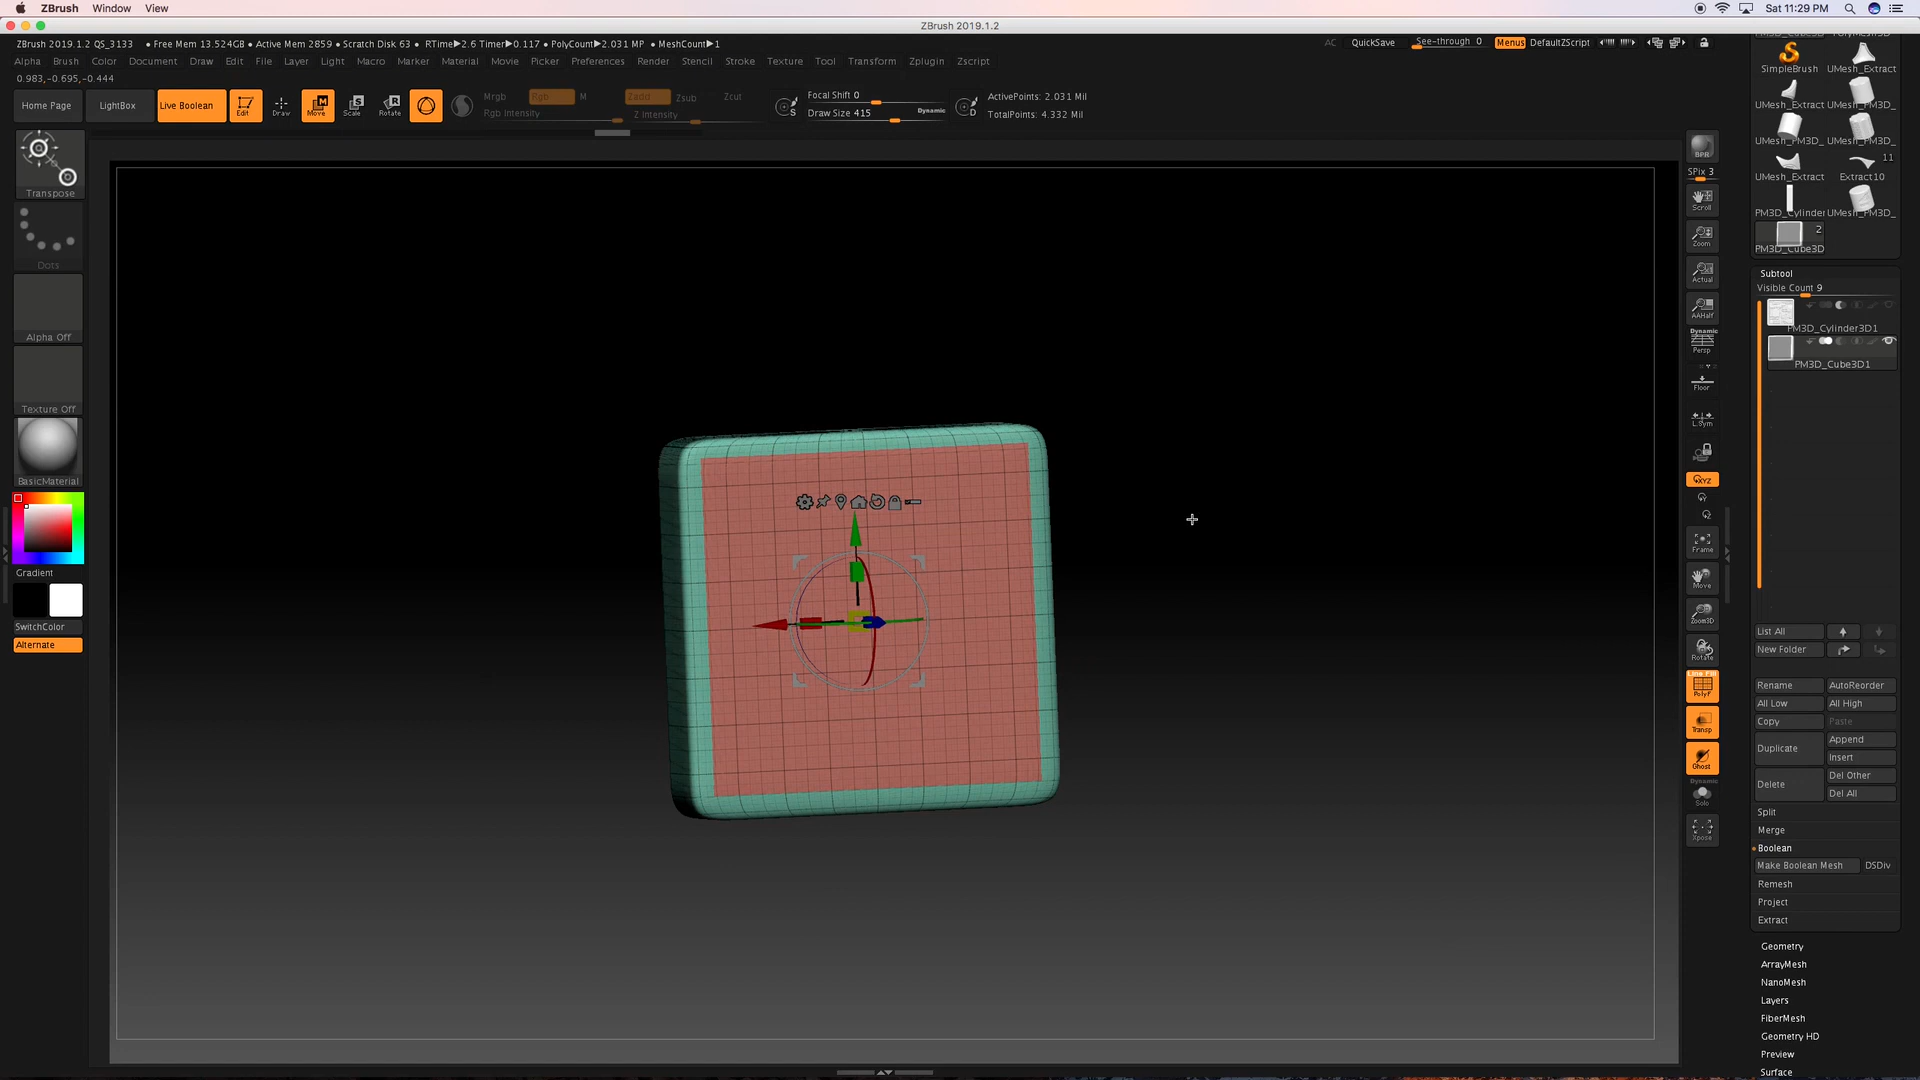 ZBrush Window View Sat 11:29 PM
ZBrush 2019.1.2
ZBrush 2019.1.2 QS_3133 • Free Mem 13.524GB • Active Mem 2859 • Scratch Disk 63 • RTime▶2.6 Timer▶0.117 • PolyCount▶2.031 MP • MeshCount▶1 AC QuickSave See-through 0 Menus DefaultZScript
Alpha Brush Color Document Draw Edit File Layer Light Macro Marker Material Movie Picker Preferences Render Stencil Stroke Texture Tool Transform Zplugin Zscript
0.983,-0.695,-0.444
Home Page LightBox Live Boolean Edit Draw Move Scale Rotate
Mrgb Rgb M Zadd Zsub Zcut
Rgb Intensity Z Intensity
Focal Shift 0
Draw Size 415 Dynamic
ActivePoints: 2.031 Mil
TotalPoints: 4.332 Mil
Transpose
Dots
Alpha Off
Texture Off
BasicMaterial
Gradient
SwitchColor
Alternate
BPR
SPix 3
Scroll
Zoom
Actual
AAHalf
Dynamic
Persp
Floor
L.Sym
XYZ
Frame
Move
Zoom3D
Rotate
Line Fill
PolyF
Transp
Ghost
Dynamic
Solo
Xpose
SimpleBrush UMesh_Extract
UMesh_Extract UMesh_PM3D_
UMesh_PM3D_ UMesh_PM3D_
11
UMesh_Extract Extract10
PM3D_Cylinder UMesh_PM3D_
2
PM3D_Cube3D
Subtool
Visible Count 9
PM3D_Cylinder3D1
PM3D_Cube3D1
List All
New Folder
Rename AutoReorder
All Low All High
Copy Paste
Duplicate Append
Insert
Delete Del Other
Del All
Split
Merge
Boolean
Make Boolean Mesh DSDiv
Remesh
Project
Extract
Geometry
ArrayMesh
NanoMesh
Layers
FiberMesh
Geometry HD
Preview
Surface